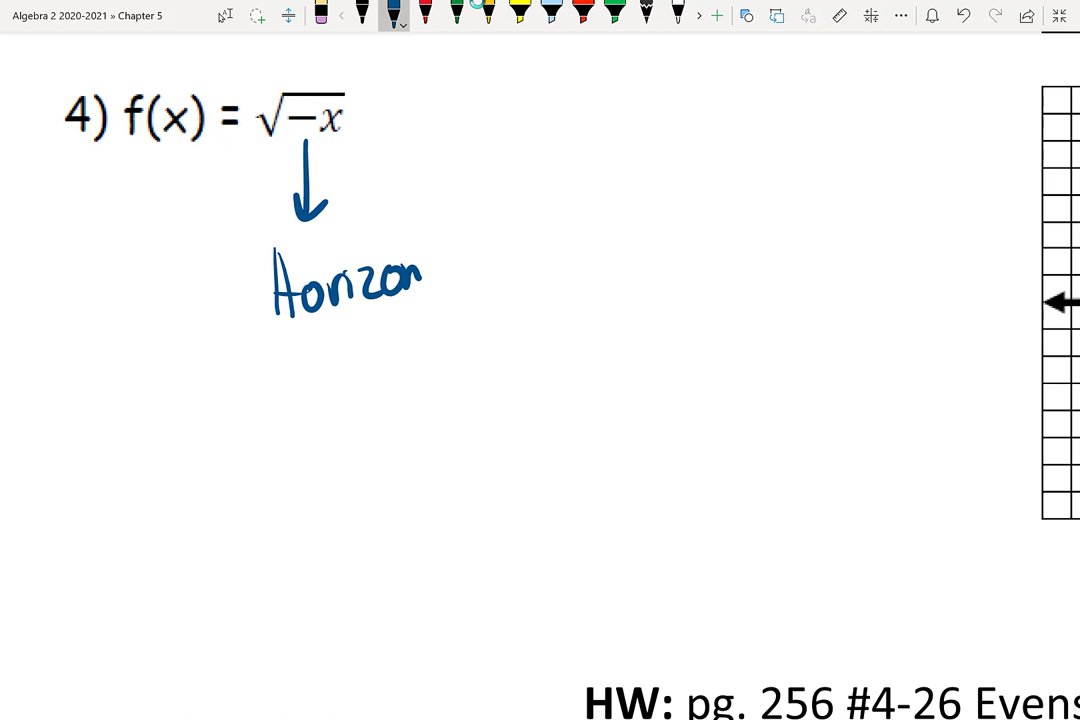 Algebra 2 2020-2021 » Chapter 5
4) f(x) = √−x
Horizon
HW: pg. 256 #4-26 Evens